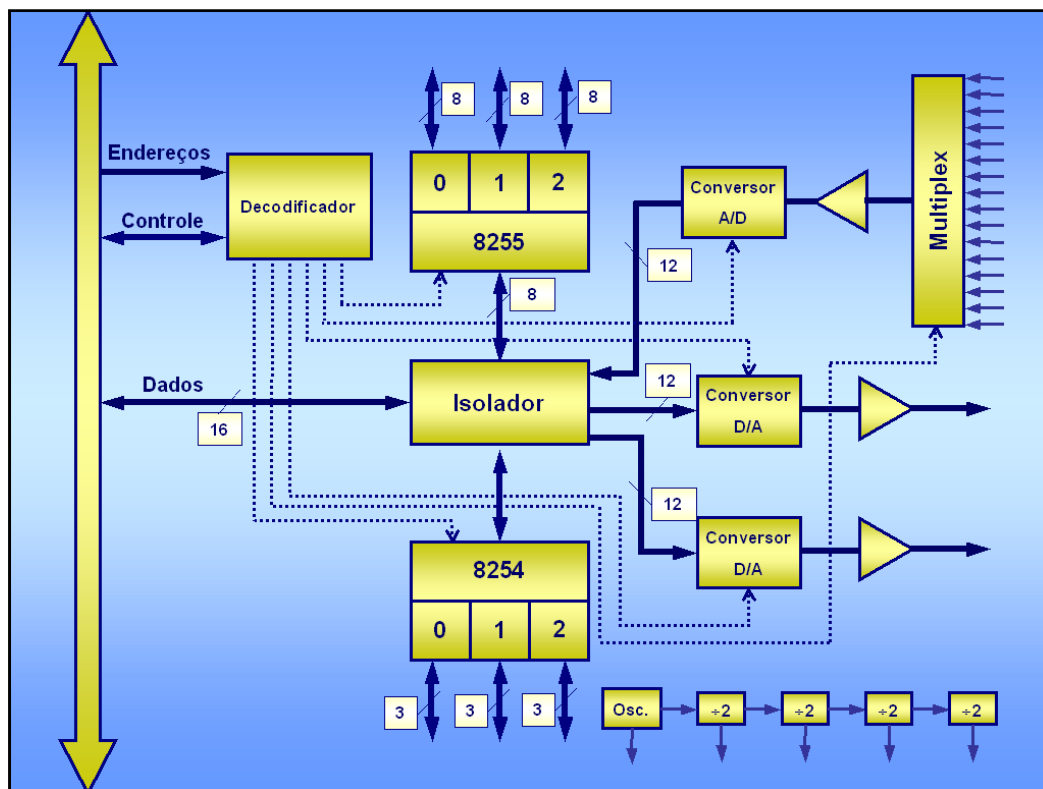 8 8 8
Endereços
Decodificador
Controle
0 1 2
8255
Conversor
A/D
Multiplex
12
8
Dados
16
Isolador
12
Conversor
D/A
12
Conversor
D/A
8254
0 1 2
3 3 3
Osc. ÷2 ÷2 ÷2 ÷2